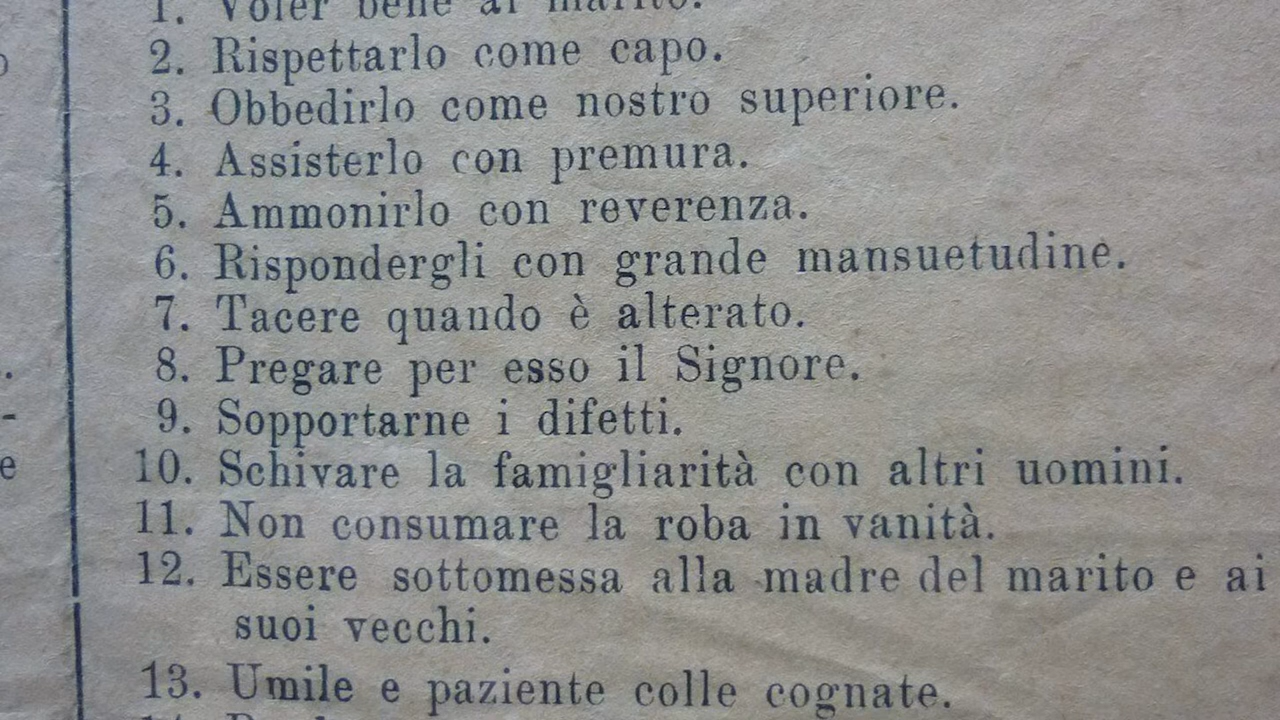 1. Voler bene al marito.
2. Rispettarlo come capo.
3. Obbedirlo come nostro superiore.
4. Assisterlo con premura.
5. Ammonirlo con reverenza.
6. Rispondergli con grande mansuetudine.
7. Tacere quando è alterato.
8. Pregare per esso il Signore.
9. Sopportarne i difetti.
10. Schivare la famigliarità con altri uomini.
11. Non consumare la roba in vanità.
12. Essere sottomessa alla madre del marito e ai
suoi vecchi.
13. Umile e paziente colle cognate.